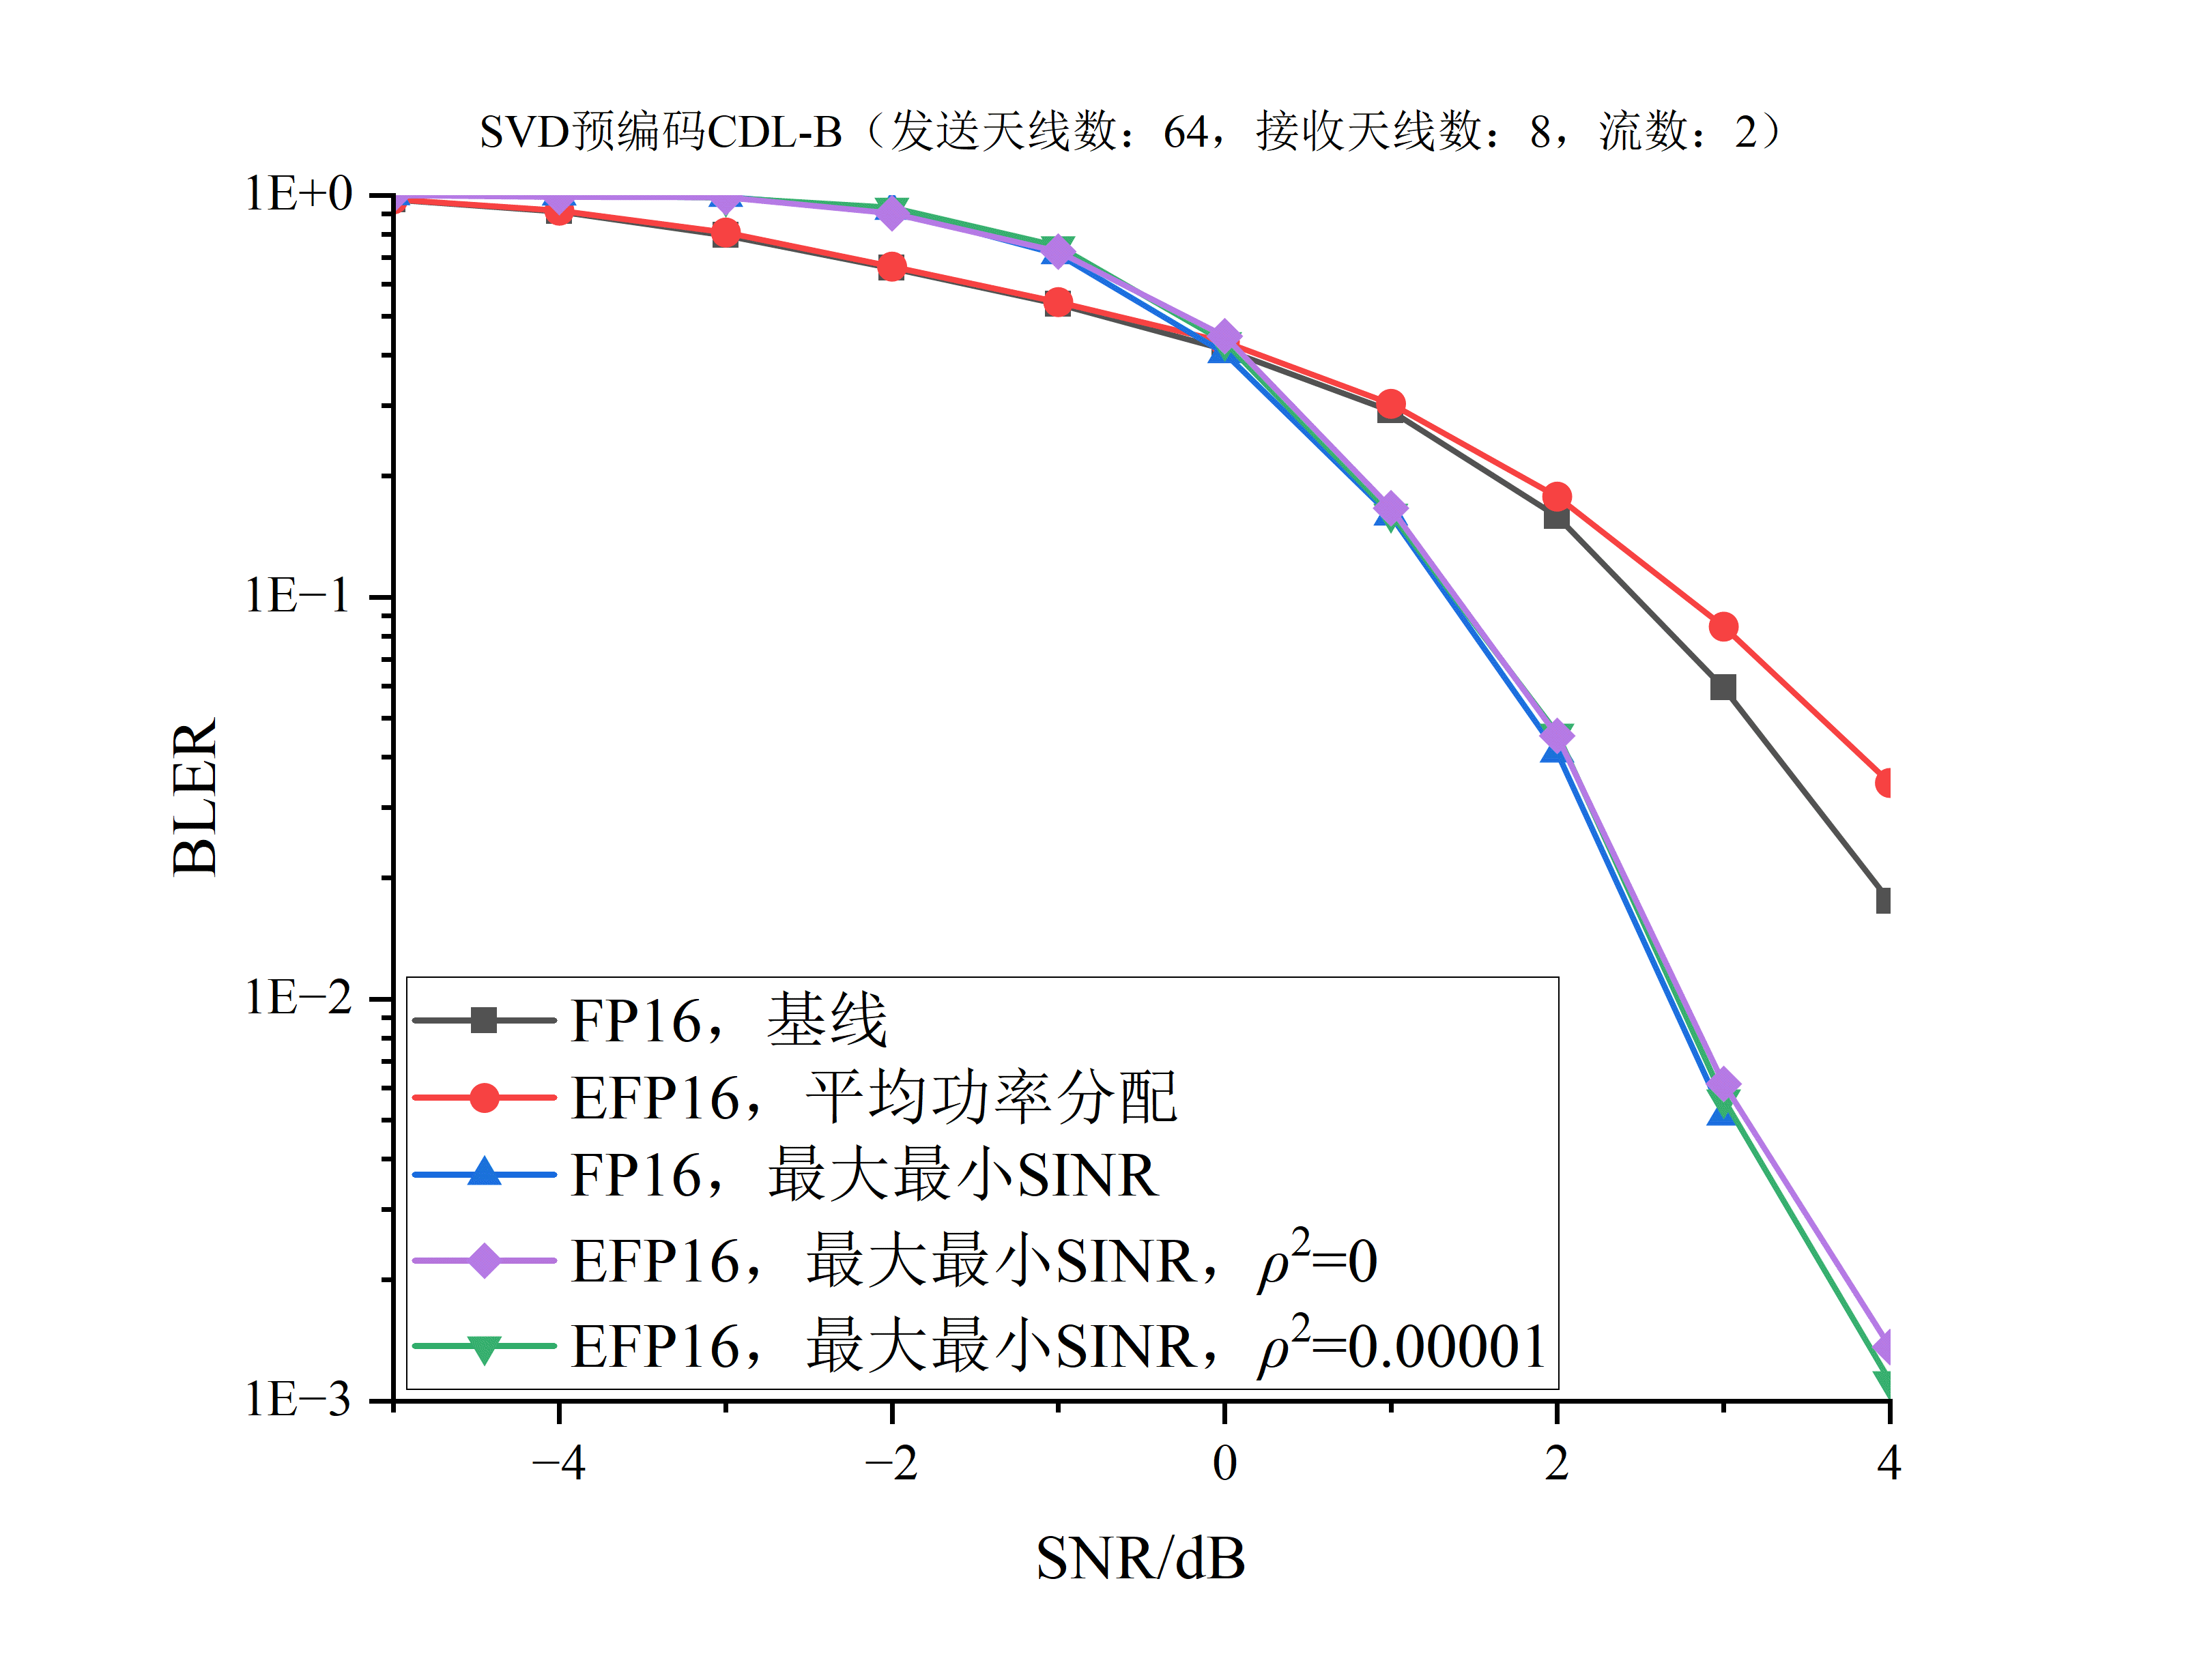 SVD预编码CDL-B（发送天线数：64，接收天线数：8，流数：2）
1E+0
1E−1
1E−2
1E−3
BLER
FP16，基线
EFP16，平均功率分配
FP16，最大最小SINR
EFP16，最大最小SINR，ρ²=0
EFP16，最大最小SINR，ρ²=0.00001
−4 −2 0 2 4
SNR/dB